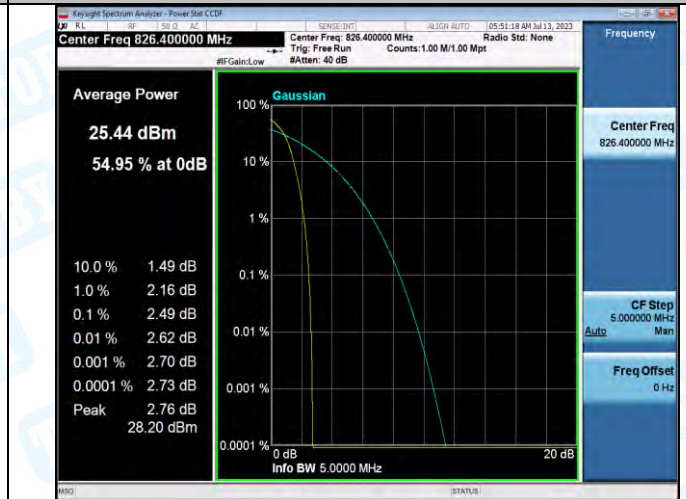 Keysight Spectrum Analyzer - Power Stat CCDF
RL RF 50 Ω AC SENSE:INT ALIGN AUTO 05:51:18 AM Jul 13, 2023
Center Freq 826.400000 MHz
Center Freq: 826.400000 MHz
Radio Std: None
Trig: Free Run
Counts:1.00 M/1.00 Mpt
#IFGain:Low
#Atten: 40 dB
Frequency
Average Power
25.44 dBm
54.95 % at 0dB
10.0 % 1.49 dB
1.0 % 2.16 dB
0.1 % 2.49 dB
0.01 % 2.62 dB
0.001 % 2.70 dB
0.0001 % 2.73 dB
Peak 2.76 dB
28.20 dBm
Gaussian
100 %
10 %
1 %
0.1 %
0.01 %
0.001 %
0.0001 %
0 dB
20 dB
Info BW 5.0000 MHz
Center Freq
826.400000 MHz
CF Step
5.000000 MHz
Auto Man
Freq Offset
0 Hz
MSG
STATUS